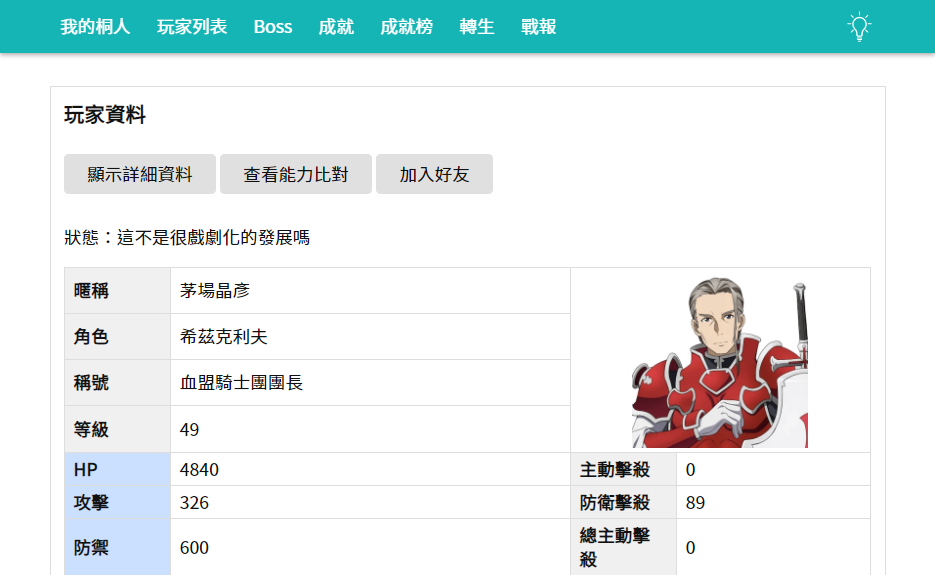 我的桐人 玩家列表 Boss 成就 成就榜 轉生 戰報
玩家資料
顯示詳細資料 查看能力比對 加入好友
狀態：這不是很戲劇化的發展嗎
暱稱 茅場晶彥
角色 希茲克利夫
稱號 血盟騎士團團長
等級 49
HP 4840 主動擊殺 0
攻擊 326 防衛擊殺 89
防禦 600 總主動擊殺 0